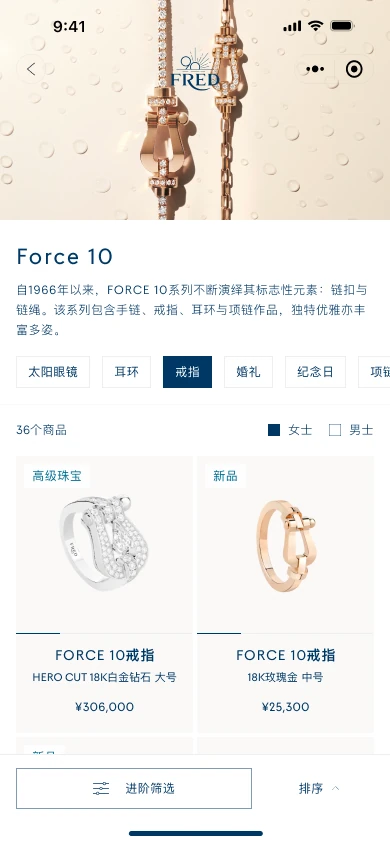 9:41
FRED
Force 10
自1966年以来，FORCE 10系列不断演绎其标志性元素：链扣与
链绳。该系列包含手链、戒指、耳环与项链作品，独特优雅亦丰
富多姿。
太阳眼镜 耳环 戒指 婚礼 纪念日
36个商品 女士 男士
高级珠宝 新品
FRED
FORCE 10戒指 FORCE 10戒指
HERO CUT 18K白金钻石 大号 18K玫瑰金 中号
¥306,000 ¥25,300
进阶筛选 排序